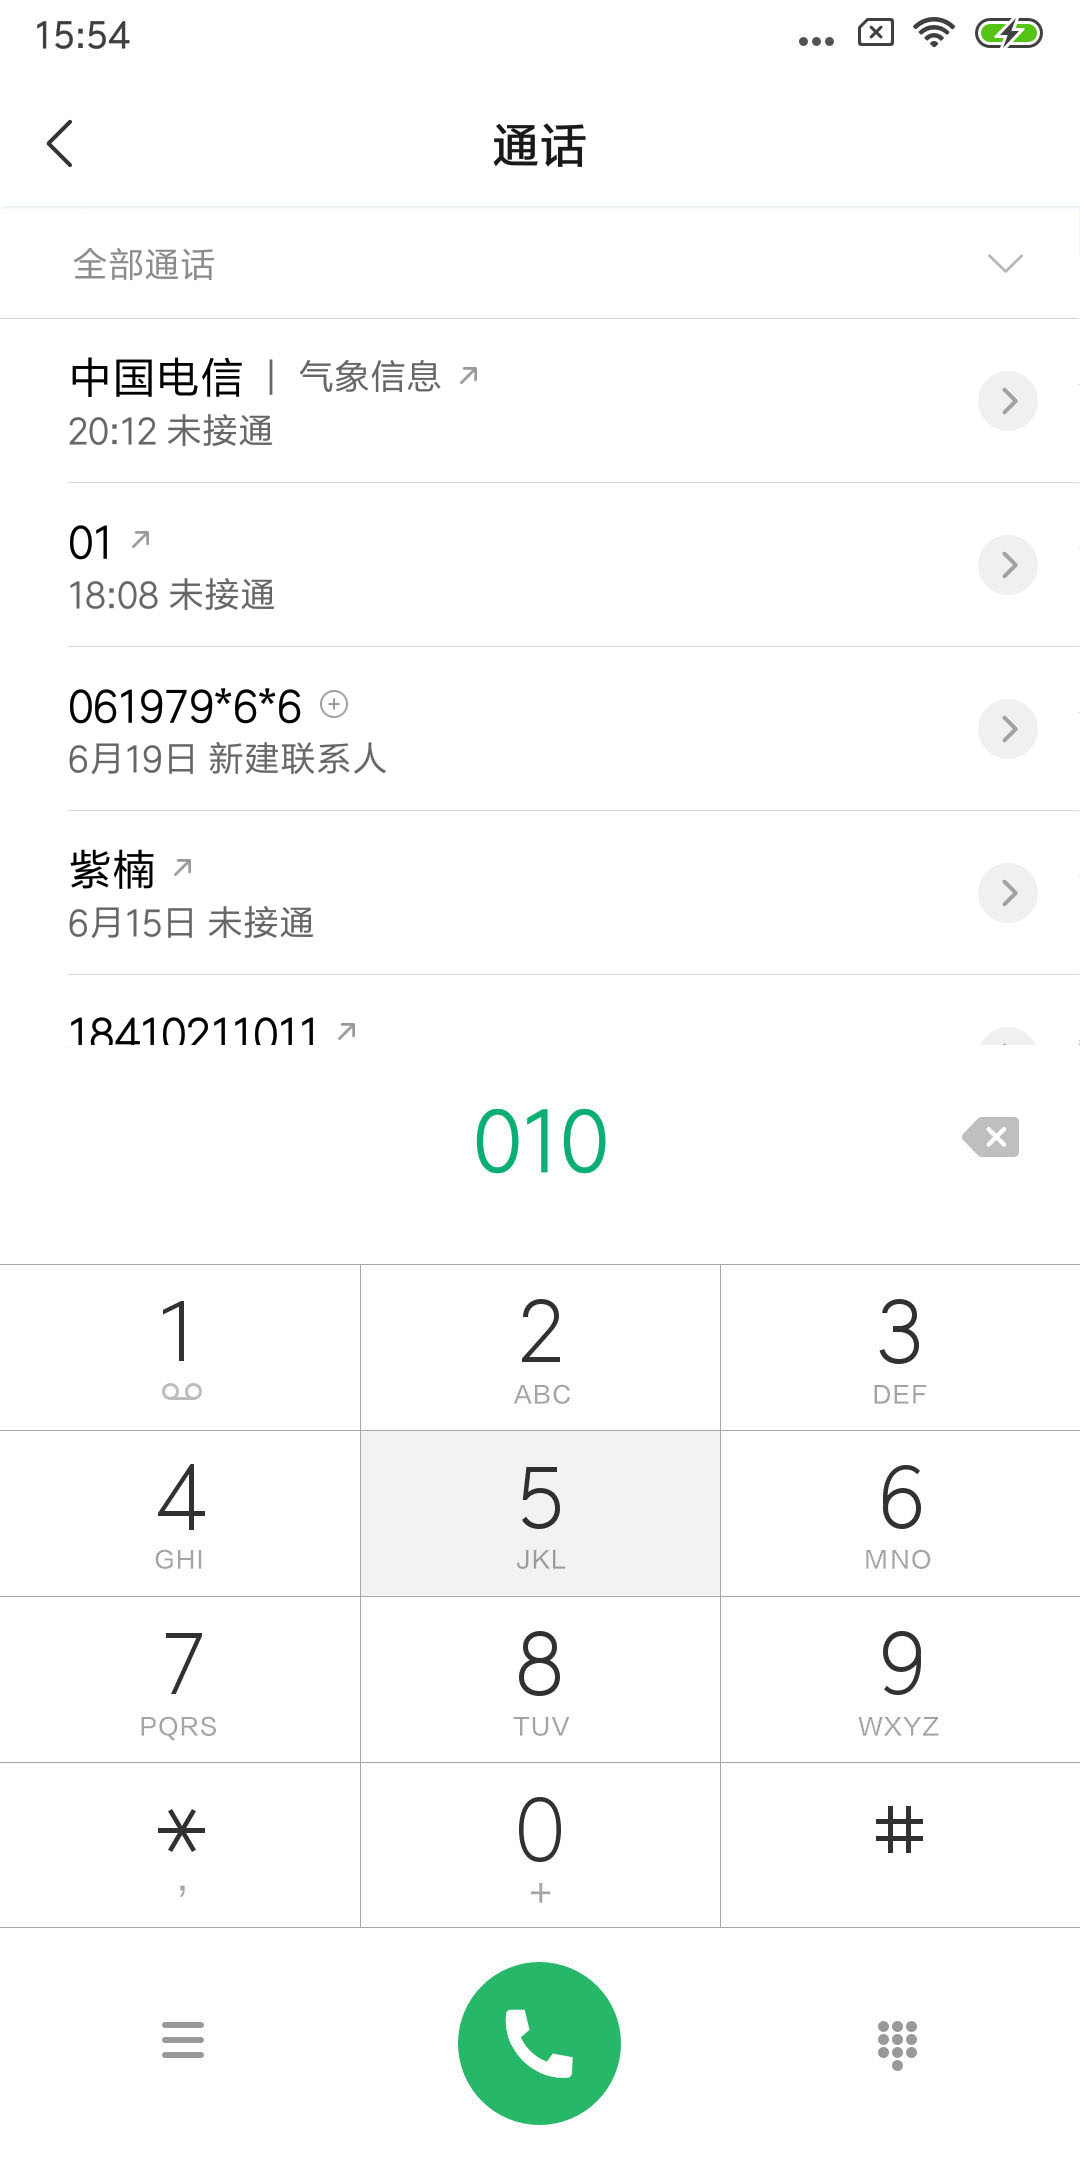 15:54
通话
全部通话
中国电信 | 气象信息
20:12 未接通
01
18:08 未接通
061979*6*6
6月19日 新建联系人
紫楠
6月15日 未接通
18410211011
010
1 2 3
ABC DEF
4 5 6
GHI JKL MNO
7 8 9
PQRS TUV WXYZ
* 0 #
, +